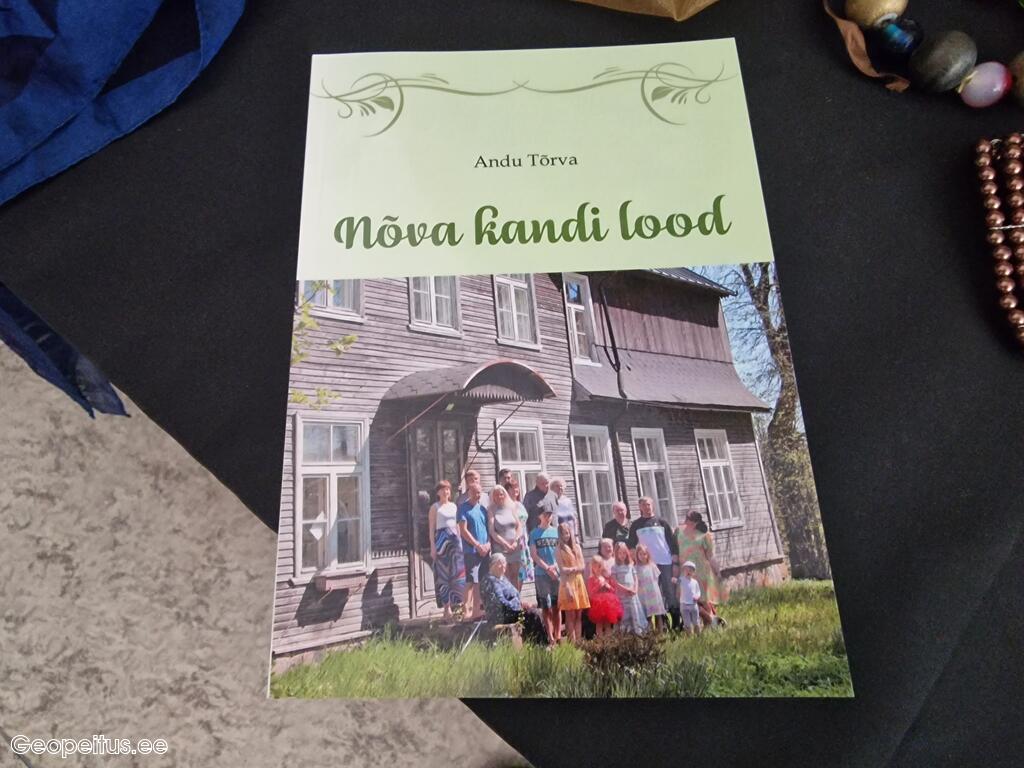 Andu Tõrva
Nõva kandi lood
Geopeitus.ee